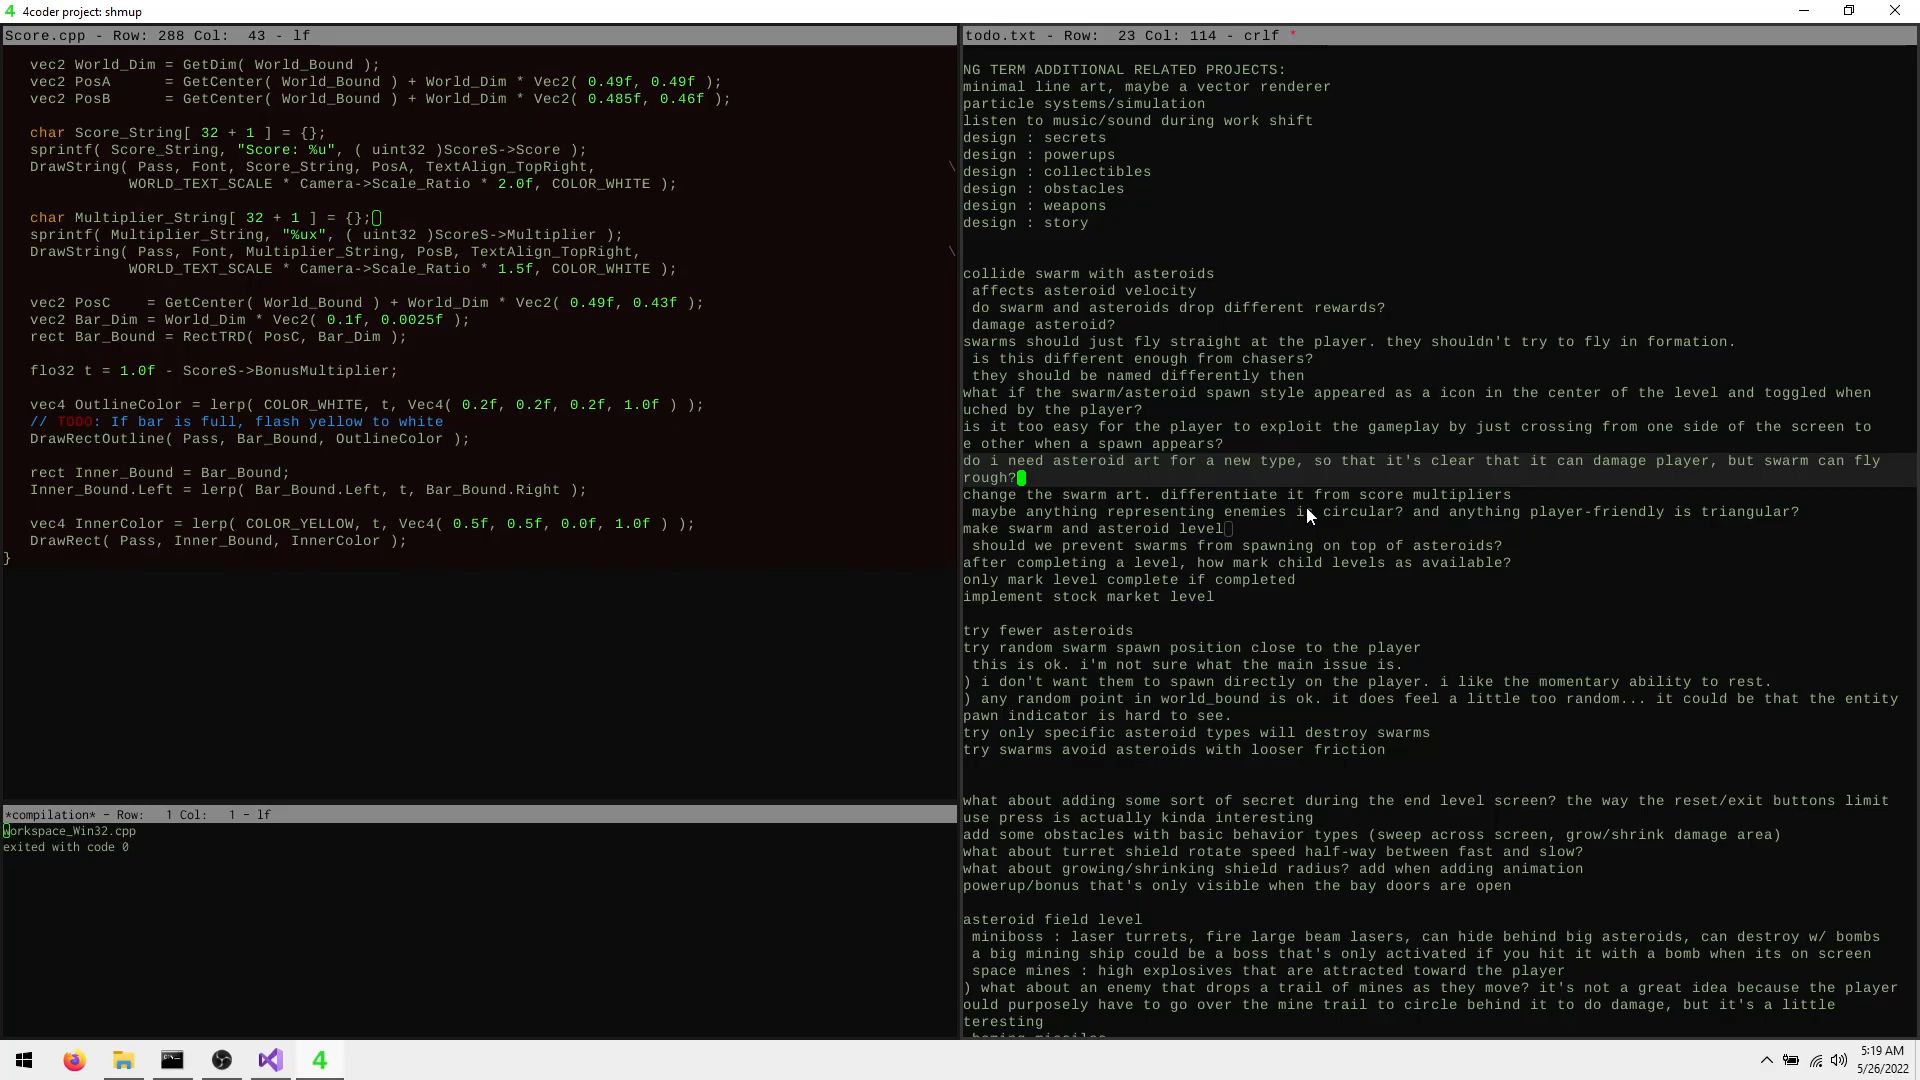 4coder project: shmup
Score.cpp - Row: 288 Col:  43 - lf
vec2 World_Dim = GetDim( World_Bound );
vec2 PosA      = GetCenter( World_Bound ) + World_Dim * Vec2( 0.49f, 0.49f );
vec2 PosB      = GetCenter( World_Bound ) + World_Dim * Vec2( 0.485f, 0.46f );
char Score_String[ 32 + 1 ] = {};
sprintf( Score_String, "Score: %u", ( uint32 )ScoreS->Score );
DrawString( Pass, Font, Score_String, PosA, TextAlign_TopRight, \
WORLD_TEXT_SCALE * Camera->Scale_Ratio * 2.0f, COLOR_WHITE );
char Multiplier_String[ 32 + 1 ] = {};
sprintf( Multiplier_String, "%ux", ( uint32 )ScoreS->Multiplier );
DrawString( Pass, Font, Multiplier_String, PosB, TextAlign_TopRight, \
WORLD_TEXT_SCALE * Camera->Scale_Ratio * 1.5f, COLOR_WHITE );
vec2 PosC    = GetCenter( World_Bound ) + World_Dim * Vec2( 0.49f, 0.43f );
vec2 Bar_Dim = World_Dim * Vec2( 0.1f, 0.0025f );
rect Bar_Bound = RectTRD( PosC, Bar_Dim );
flo32 t = 1.0f - ScoreS->BonusMultiplier;
vec4 OutlineColor = lerp( COLOR_WHITE, t, Vec4( 0.2f, 0.2f, 0.2f, 1.0f ) );
// TODO: If bar is full, flash yellow to white
DrawRectOutline( Pass, Bar_Bound, OutlineColor );
rect Inner_Bound = Bar_Bound;
Inner_Bound.Left = lerp( Bar_Bound.Left, t, Bar_Bound.Right );
vec4 InnerColor = lerp( COLOR_YELLOW, t, Vec4( 0.5f, 0.5f, 0.0f, 1.0f ) );
DrawRect( Pass, Inner_Bound, InnerColor );
}
*compilation* - Row:   1 Col:   1 - lf
workspace_Win32.cpp
exited with code 0
todo.txt - Row:  23 Col: 114 - crlf *
NG TERM ADDITIONAL RELATED PROJECTS:
minimal line art, maybe a vector renderer
particle systems/simulation
listen to music/sound during work shift
design : secrets
design : powerups
design : collectibles
design : obstacles
design : weapons
design : story
collide swarm with asteroids
affects asteroid velocity
do swarm and asteroids drop different rewards?
damage asteroid?
swarms should just fly straight at the player. they shouldn't try to fly in formation.
is this different enough from chasers?
they should be named differently then
what if the swarm/asteroid spawn style appeared as a icon in the center of the level and toggled when
uched by the player?
is it too easy for the player to exploit the gameplay by just crossing from one side of the screen to
e other when a spawn appears?
do i need asteroid art for a new type, so that it's clear that it can damage player, but swarm can fly
rough?
change the swarm art. differentiate it from score multipliers
maybe anything representing enemies is circular? and anything player-friendly is triangular?
make swarm and asteroid level
should we prevent swarms from spawning on top of asteroids?
after completing a level, how mark child levels as available?
only mark level complete if completed
implement stock market level
try fewer asteroids
try random swarm spawn position close to the player
this is ok. i'm not sure what the main issue is.
) i don't want them to spawn directly on the player. i like the momentary ability to rest.
) any random point in world_bound is ok. it does feel a little too random... it could be that the entity
pawn indicator is hard to see.
try only specific asteroid types will destroy swarms
try swarms avoid asteroids with looser friction
what about adding some sort of secret during the end level screen? the way the reset/exit buttons limit
use press is actually kinda interesting
add some obstacles with basic behavior types (sweep across screen, grow/shrink damage area)
what about turret shield rotate speed half-way between fast and slow?
what about growing/shrinking shield radius? add when adding animation
powerup/bonus that's only visible when the bay doors are open
asteroid field level
miniboss : laser turrets, fire large beam lasers, can hide behind big asteroids, can destroy w/ bombs
a big mining ship could be a boss that's only activated if you hit it with a bomb when its on screen
space mines : high explosives that are attracted toward the player
) what about an enemy that drops a trail of mines as they move? it's not a great idea because the player
ould purposely have to go over the mine trail to circle behind it to do damage, but it's a little
teresting
homing missiles
5:19 AM
5/26/2022